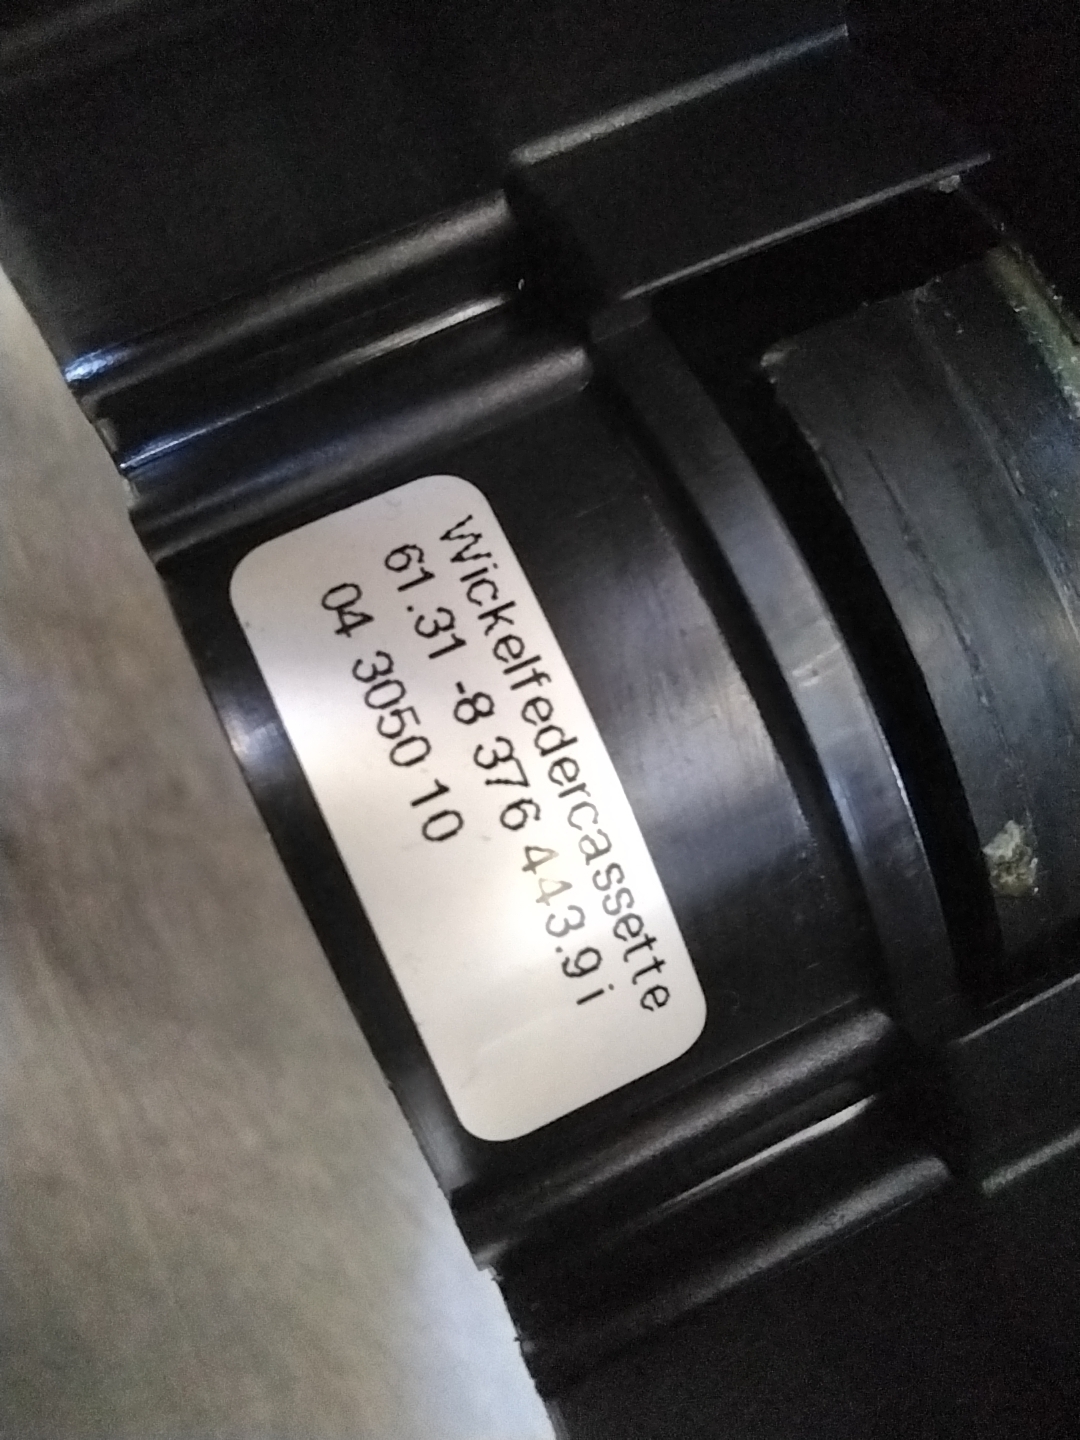 Wickelfedercassette
61.31 -8 376 443.9 i
04 3050 10